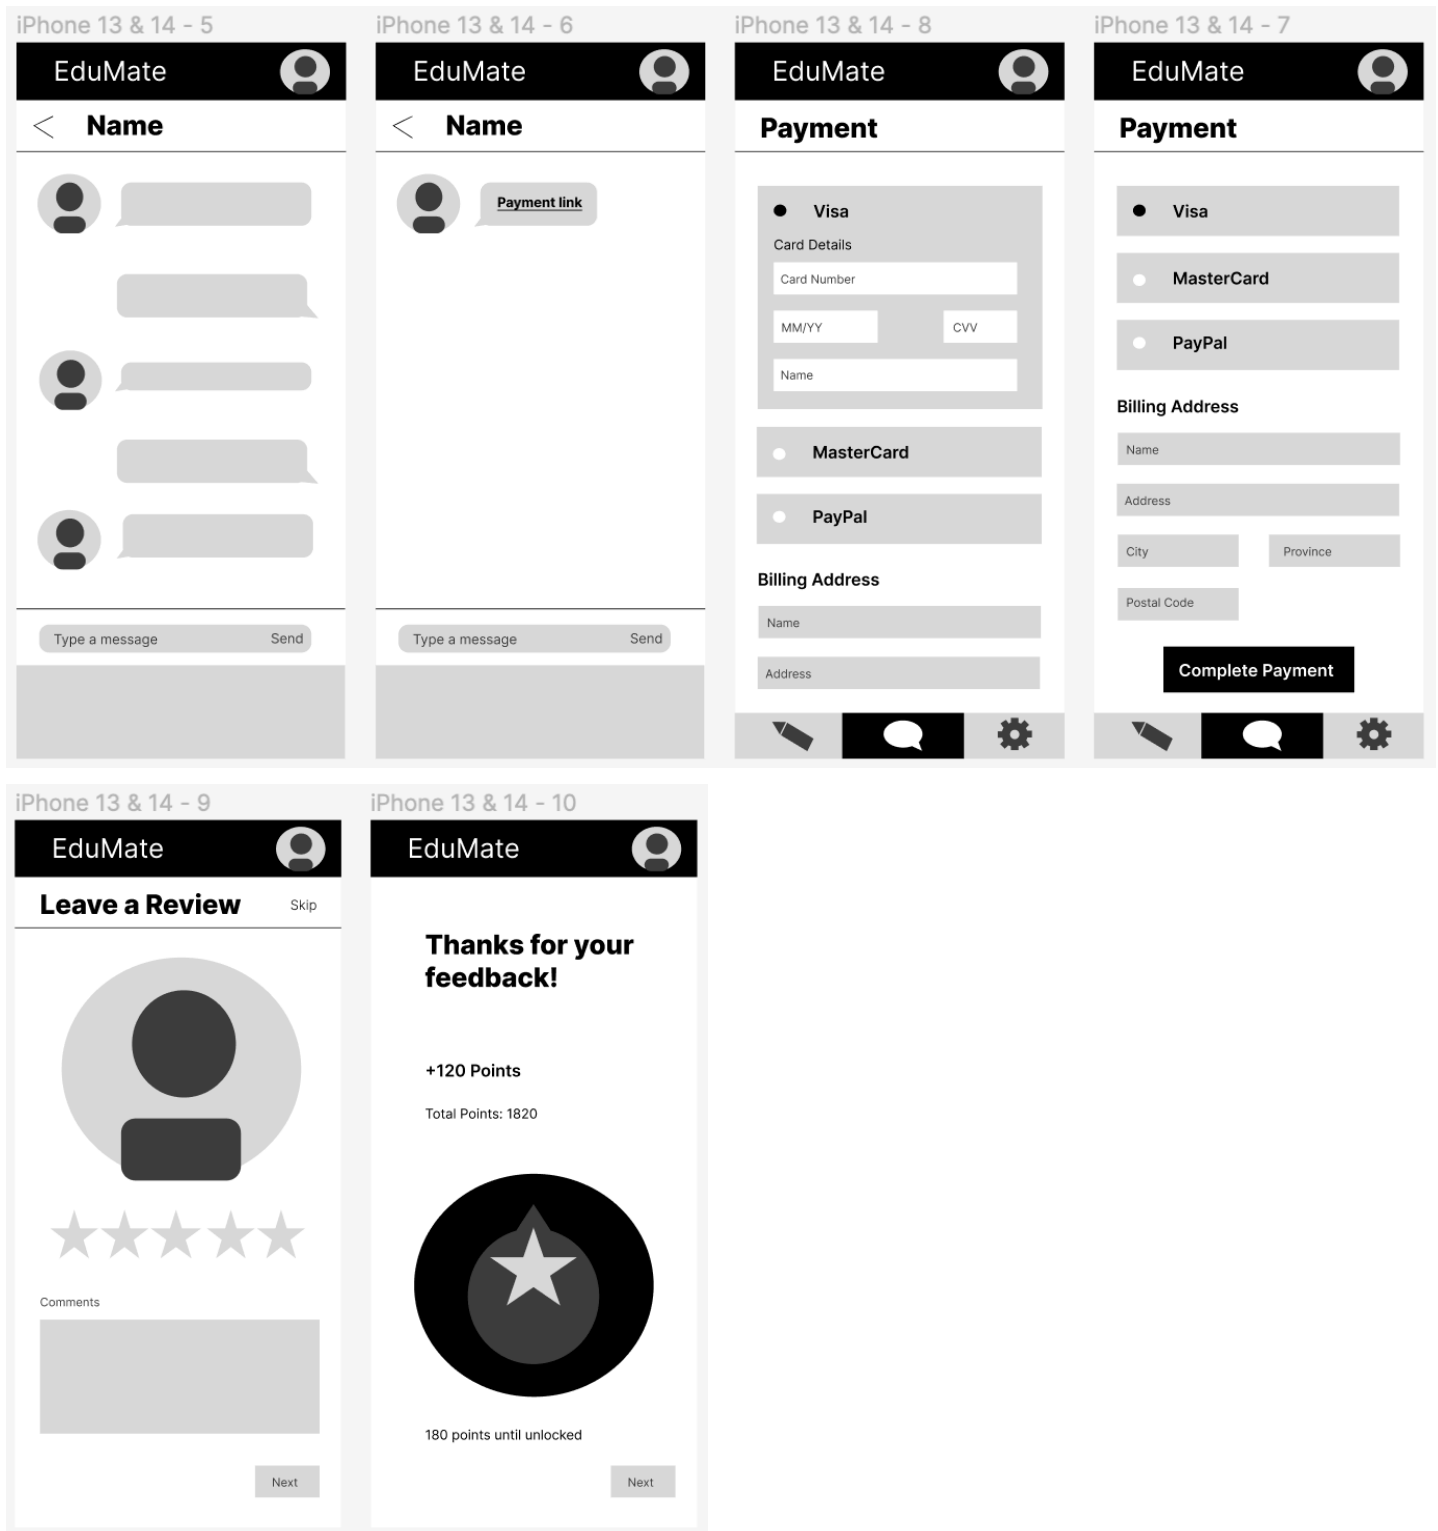 iPhone 13 & 14 - 5
EduMate
Name
Type a message
Send
iPhone 13 & 14 - 6
EduMate
Name
Payment link
Type a message
Send
iPhone 13 & 14 - 8
EduMate
Payment
Visa
Card Details
Card Number
MM/YY
CVV
Name
MasterCard
PayPal
Billing Address
Name
Address
iPhone 13 & 14 - 7
EduMate
Payment
Visa
MasterCard
PayPal
Billing Address
Name
Address
City
Province
Postal Code
Complete Payment
iPhone 13 & 14 - 9
EduMate
Leave a Review
Skip
Comments
Next
iPhone 13 & 14 - 10
EduMate
Thanks for your
feedback!
+120 Points
Total Points: 1820
180 points until unlocked
Next